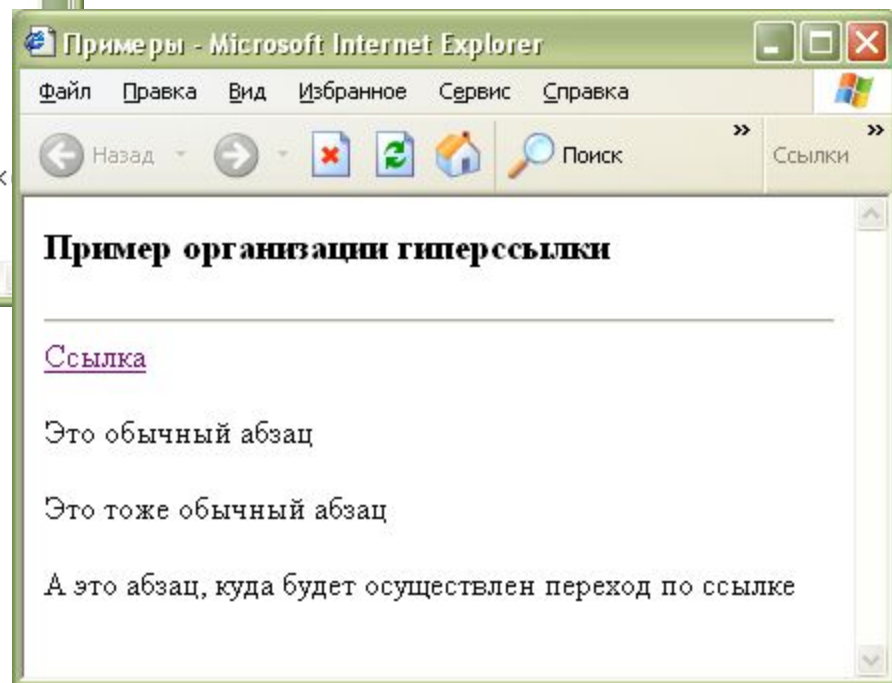 Примеры - Microsoft Internet Explorer
Файл Правка Вид Избранное Сервис Справка
Назад Поиск » Ссылки »
Пример организации гиперссылки
Ссылка
Это обычный абзац
Это тоже обычный абзац
А это абзац, куда будет осуществлен переход по ссылке